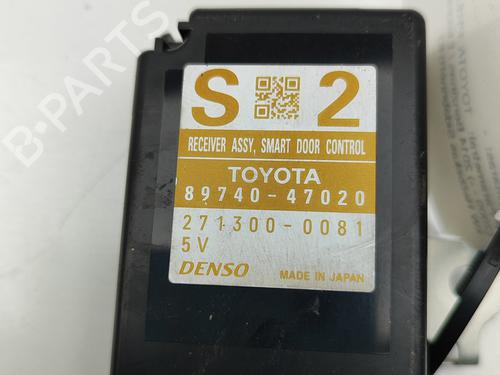 S 2
RECEIVER ASSY, SMART DOOR CONTROL
TOYOTA
89740-47020
271300-0081
5V
DENSO MADE IN JAPAN
B-PARTS